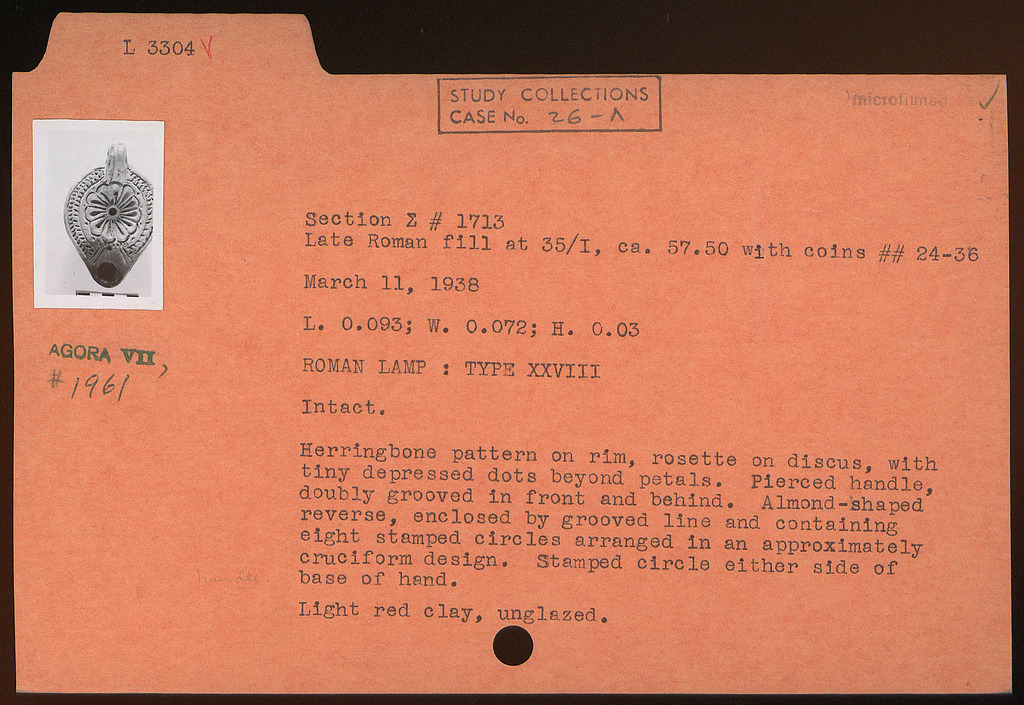 L 3304 √
STUDY COLLECTIONS
CASE No. 26-A
microfilmed ✓
Section Σ # 1713
Late Roman fill at 35/I, ca. 57.50 with coins ## 24-36
March 11, 1938
L. 0.093; W. 0.072; H. 0.03
AGORA VII,
# 1961
ROMAN LAMP : TYPE XXVIII
Intact.
Herringbone pattern on rim, rosette on discus, with
tiny depressed dots beyond petals. Pierced handle,
doubly grooved in front and behind. Almond-shaped
reverse, enclosed by grooved line and containing
eight stamped circles arranged in an approximately
cruciform design. Stamped circle either side of
handle.
base of hand.
Light red clay, unglazed.